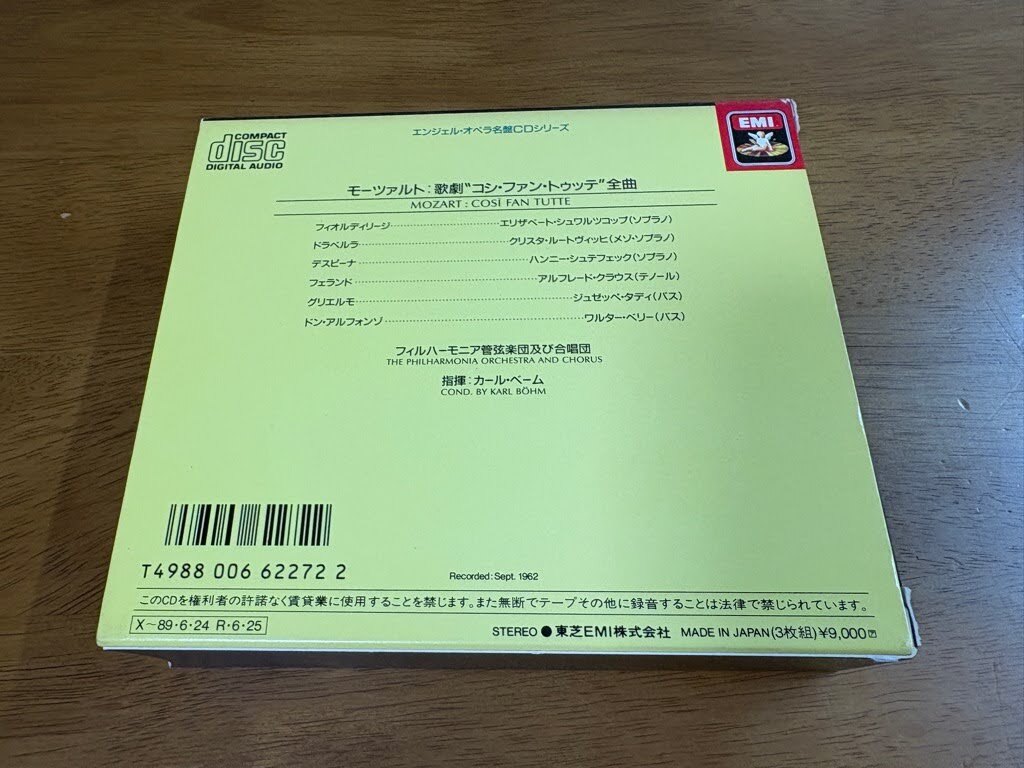 COMPACT
disc
DIGITAL AUDIO
エンジェル・オペラ名盤CDシリーズ
EMI
モーツァルト：歌劇“コシ・ファン・トゥッテ”全曲
MOZART : COSÌ FAN TUTTE
フィオルディリージ……………………エリザベート・シュワルツコップ(ソプラノ)
ドラベルラ……………………クリスタ・ルートヴィッヒ(メゾ・ソプラノ)
デスピーナ……………………ハンニー・シュテフェック(ソプラノ)
フェランド……………………アルフレード・クラウス(テノール)
グリエルモ……………………ジュゼッペ・タディ(バス)
ドン・アルフォンゾ……………………ワルター・ベリー(バス)
フィルハーモニア管弦楽団及び合唱団
THE PHILHARMONIA ORCHESTRA AND CHORUS
指揮：カール・ベーム
COND. BY KARL BÖHM
T4988 006 62272 2
Recorded: Sept. 1962
このCDを権利者の許諾なく賃貸業に使用することを禁じます。また無断でテープその他に録音することは法律で禁じられています。
X〜89・6・24 R・6・25
STEREO ● 東芝EMI株式会社 MADE IN JAPAN (3枚組) ¥9,000